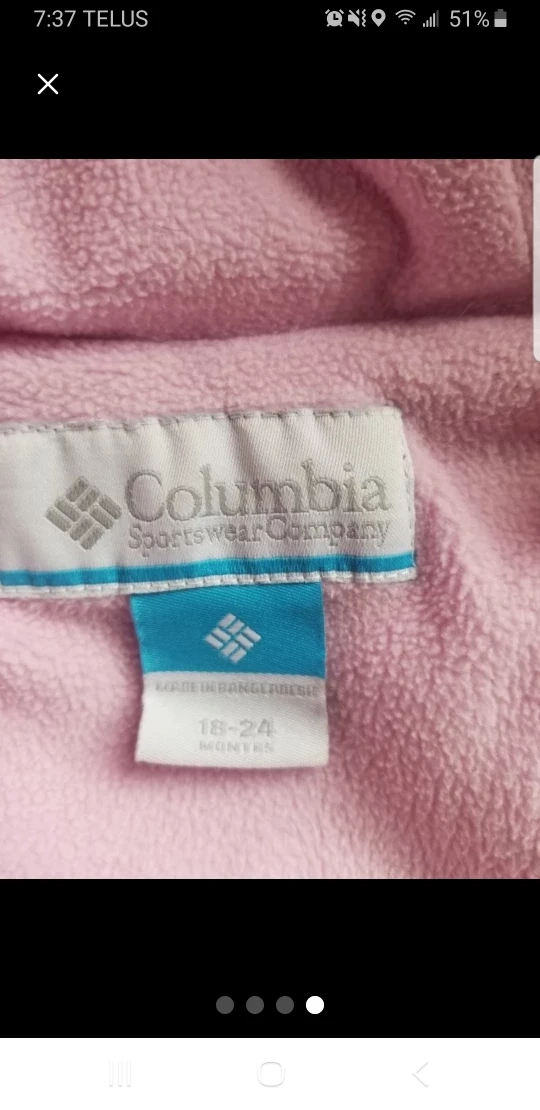 7:37 TELUS
51%
Columbia
Sportswear Company
MADE IN BANGLADESH
18-24
MONTHS